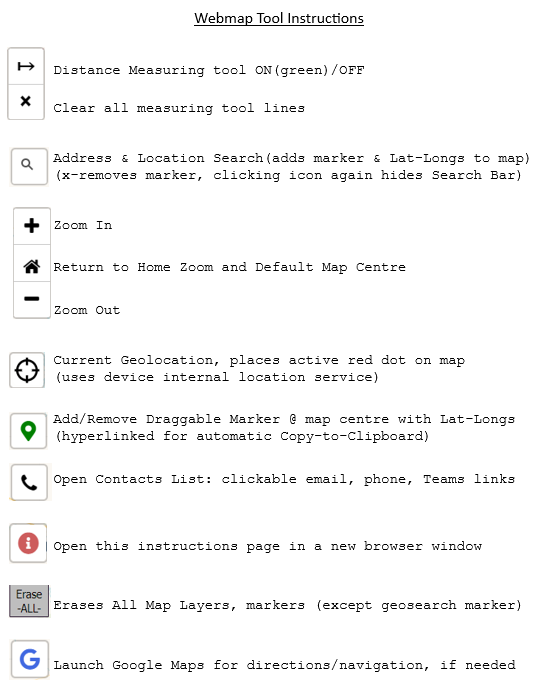 Webmap Tool Instructions
Distance Measuring tool ON(green)/OFF
Clear all measuring tool lines
Address & Location Search(adds marker & Lat-Longs to map)
(x-removes marker, clicking icon again hides Search Bar)
Zoom In
Return to Home Zoom and Default Map Centre
Zoom Out
Current Geolocation, places active red dot on map
(uses device internal location service)
Add/Remove Draggable Marker @ map centre with Lat-Longs
(hyperlinked for automatic Copy-to-Clipboard)
Open Contacts List: clickable email, phone, Teams links
Open this instructions page in a new browser window
Erase
-ALL-
Erases All Map Layers, markers (except geosearch marker)
G
Launch Google Maps for directions/navigation, if needed